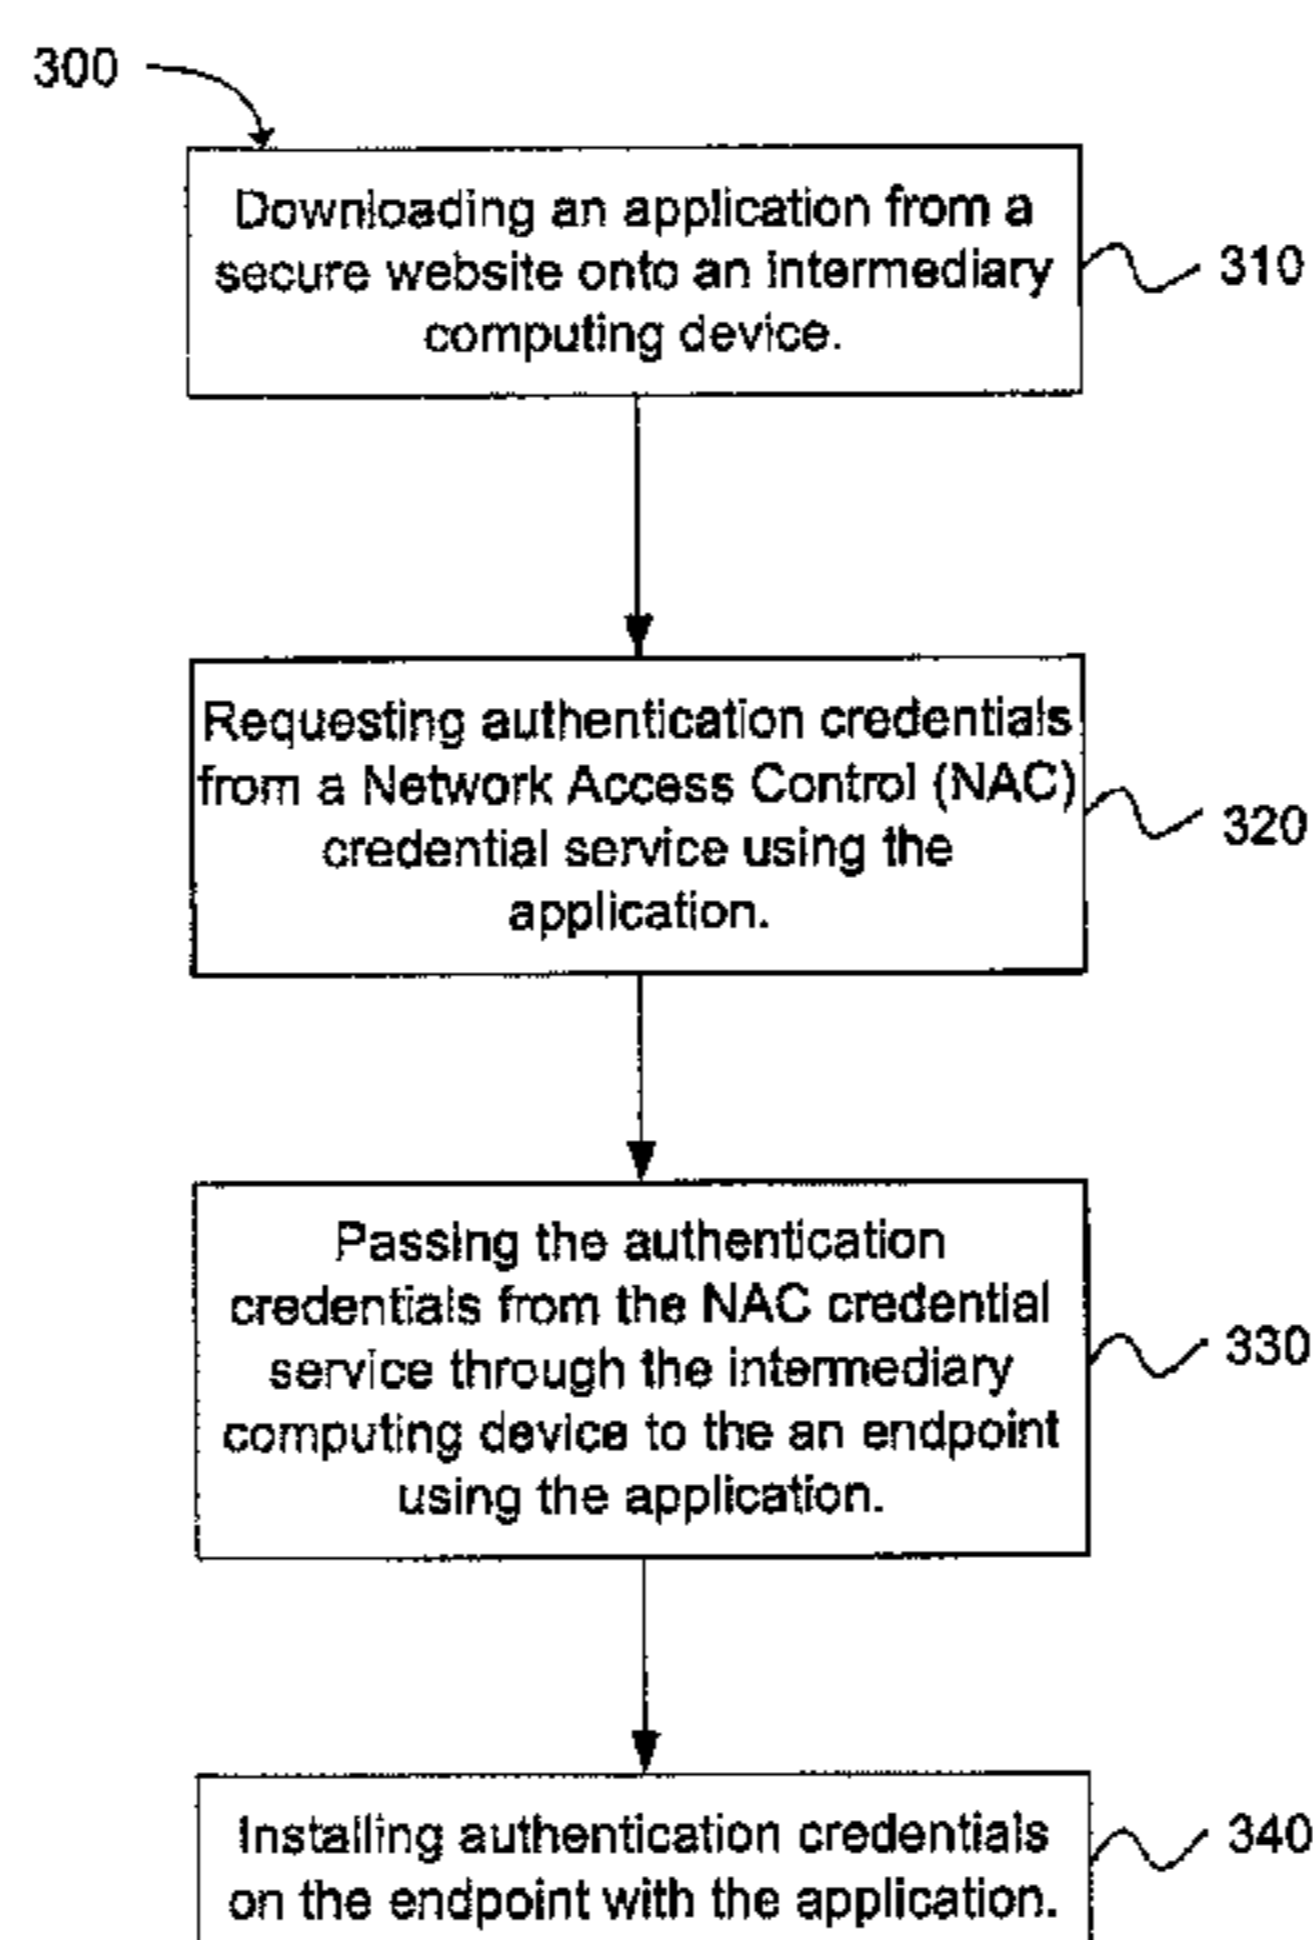 300
Downloading an application from a
secure website onto an intermediary
computing device.
310
Requesting authentication credentials
from a Network Access Control (NAC)
credential service using the
application.
320
Passing the authentication
credentials from the NAC credential
service through the intermediary
computing device to the an endpoint
using the application.
330
Installing authentication credentials
on the endpoint with the application.
340